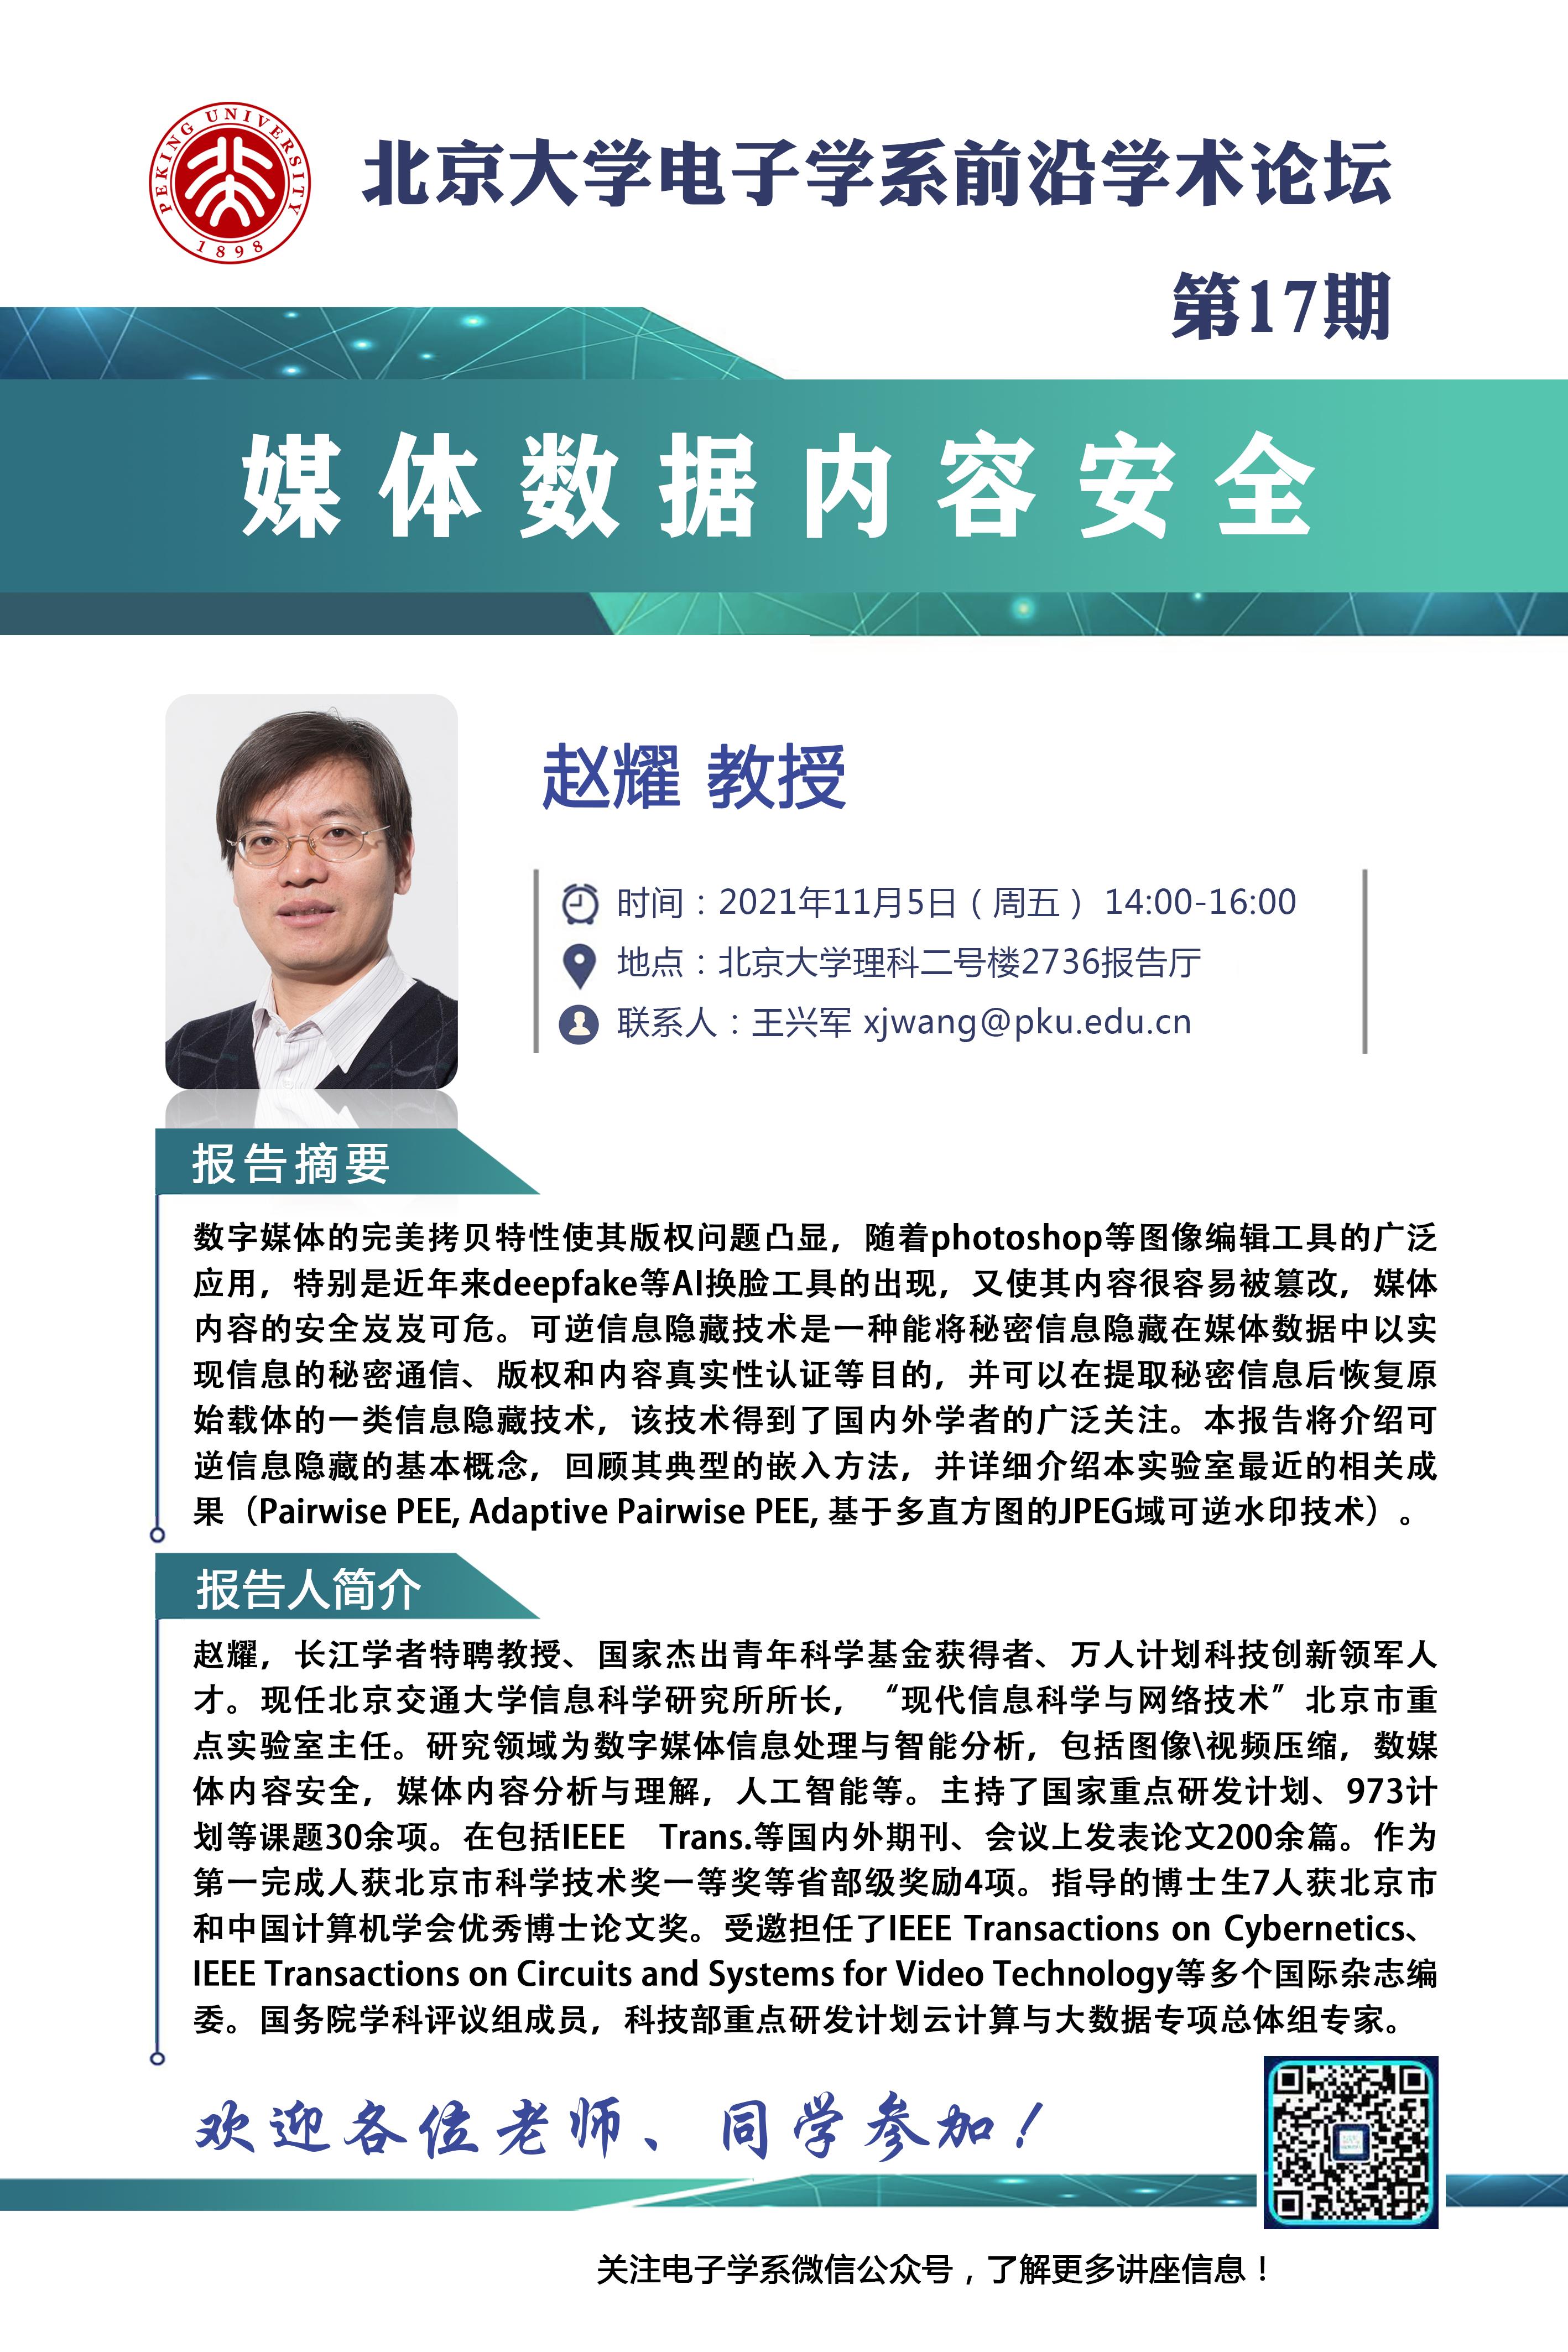 PEKING UNIVERSITY
1898
北京大学电子学系前沿学术论坛
第17期
媒体数据内容安全
赵耀 教授
时间：2021年11月5日（周五） 14:00-16:00
地点：北京大学理科二号楼2736报告厅
联系人：王兴军 xjwang@pku.edu.cn
报告摘要
数字媒体的完美拷贝特性使其版权问题凸显，随着photoshop等图像编辑工具的广泛
应用，特别是近年来deepfake等AI换脸工具的出现，又使其内容很容易被篡改，媒体
内容的安全岌岌可危。可逆信息隐藏技术是一种能将秘密信息隐藏在媒体数据中以实
现信息的秘密通信、版权和内容真实性认证等目的，并可以在提取秘密信息后恢复原
始载体的一类信息隐藏技术，该技术得到了国内外学者的广泛关注。本报告将介绍可
逆信息隐藏的基本概念，回顾其典型的嵌入方法，并详细介绍本实验室最近的相关成
果（Pairwise PEE, Adaptive Pairwise PEE, 基于多直方图的JPEG域可逆水印技术）。
报告人简介
赵耀，长江学者特聘教授、国家杰出青年科学基金获得者、万人计划科技创新领军人
才。现任北京交通大学信息科学研究所所长，“现代信息科学与网络技术”北京市重
点实验室主任。研究领域为数字媒体信息处理与智能分析，包括图像\视频压缩，数媒
体内容安全，媒体内容分析与理解，人工智能等。主持了国家重点研发计划、973计
划等课题30余项。在包括IEEE Trans.等国内外期刊、会议上发表论文200余篇。作为
第一完成人获北京市科学技术奖一等奖等省部级奖励4项。指导的博士生7人获北京市
和中国计算机学会优秀博士论文奖。受邀担任了IEEE Transactions on Cybernetics、
IEEE Transactions on Circuits and Systems for Video Technology等多个国际杂志编
委。国务院学科评议组成员，科技部重点研发计划云计算与大数据专项总体组专家。
欢迎各位老师、同学参加！
关注电子学系微信公众号，了解更多讲座信息！